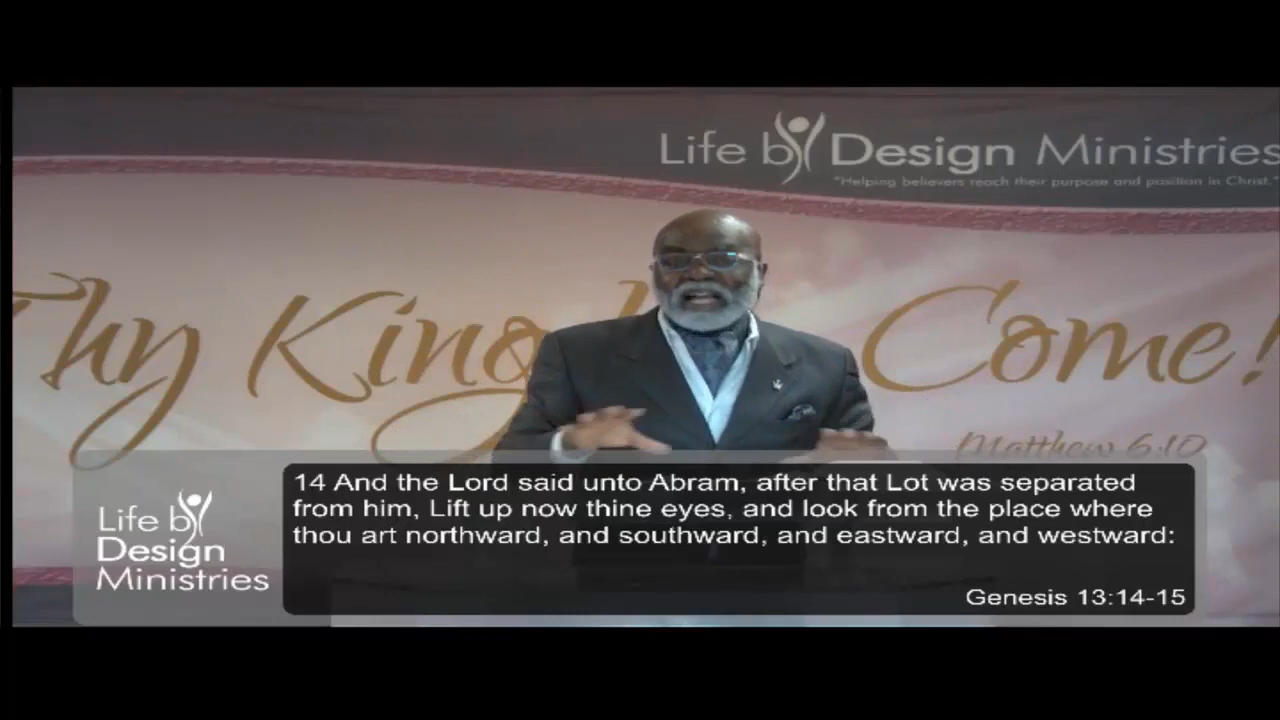 Life by Design Ministries
"Helping believers reach their purpose and position in Christ."
Thy King Come!
Matthew 6:10
14 And the Lord said unto Abram, after that Lot was separated
from him, Lift up now thine eyes, and look from the place where
thou art northward, and southward, and eastward, and westward:
Genesis 13:14-15
Life by
Design
Ministries